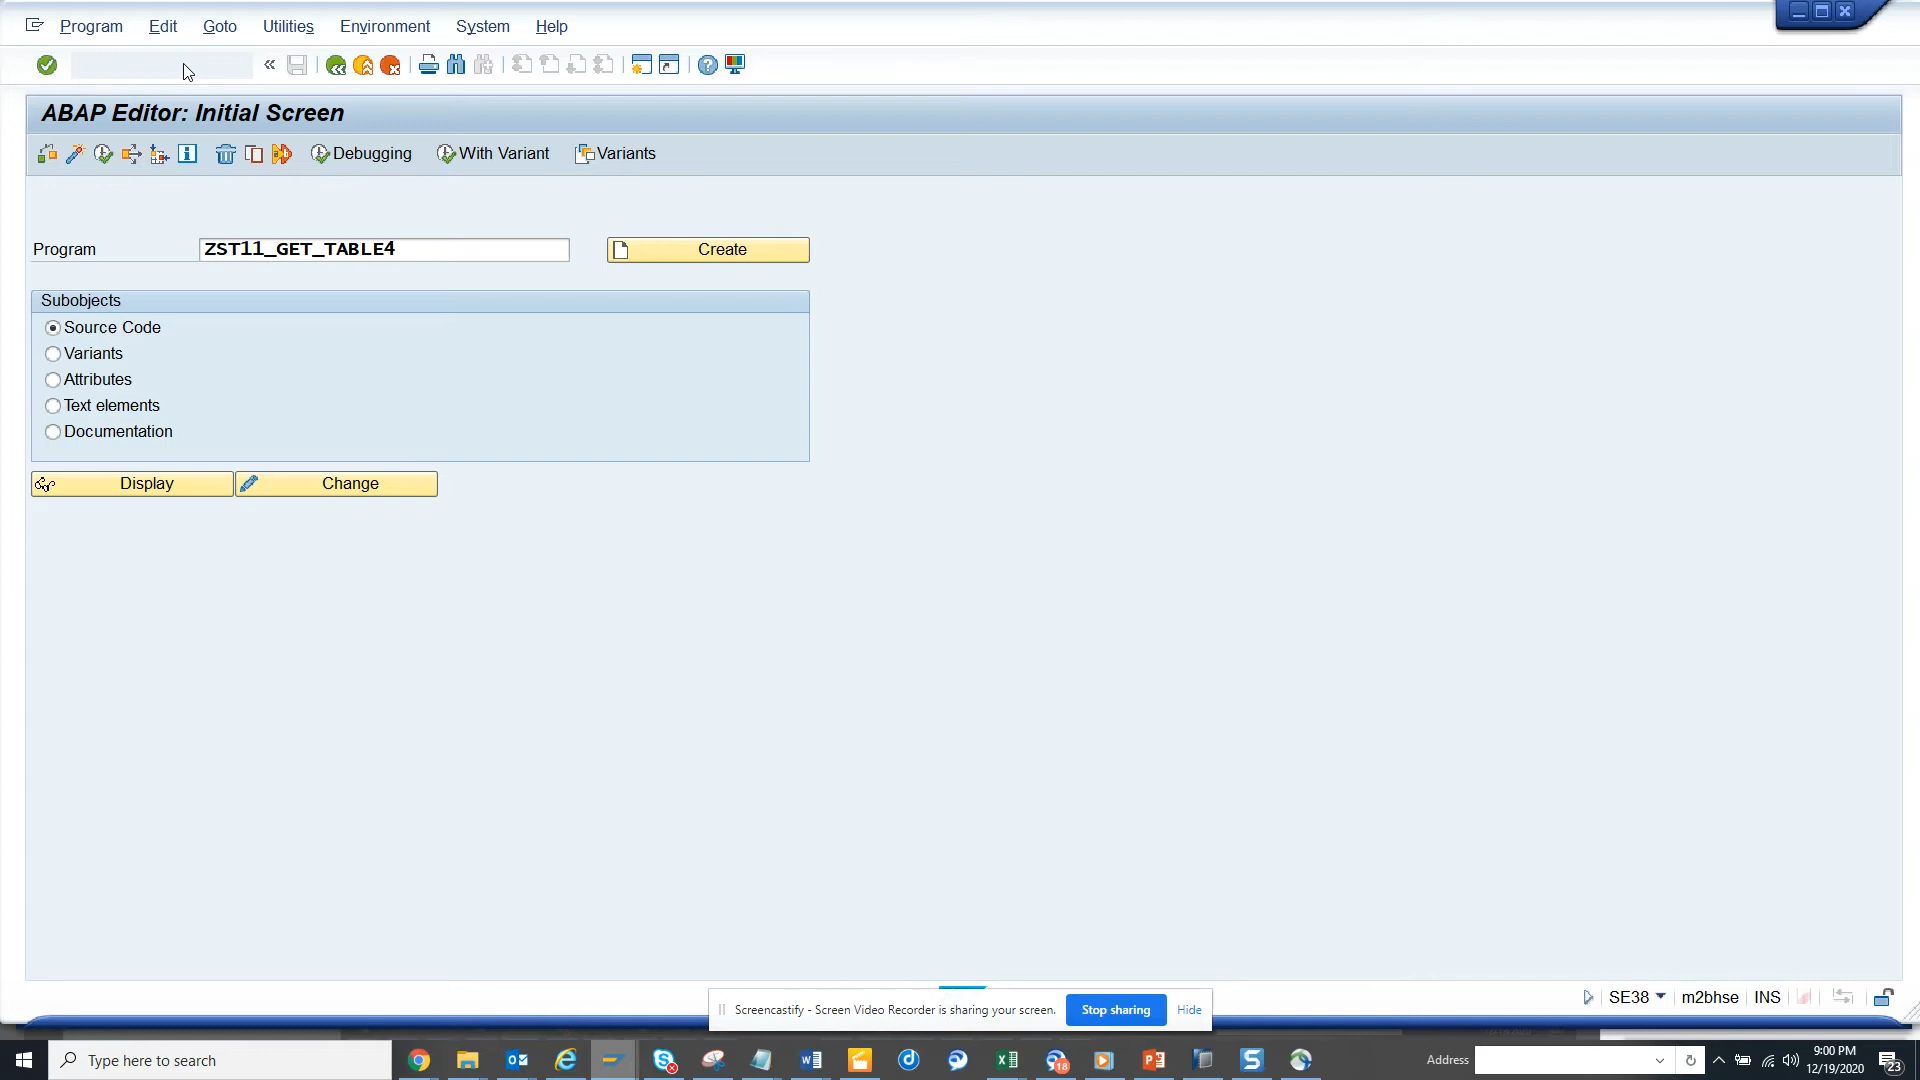 Program Edit Goto Utilities Environment System Help
«
ABAP Editor: Initial Screen
Debugging With Variant Variants
Program ZST11_GET_TABLE4 Create
Subobjects
Source Code
Variants
Attributes
Text elements
Documentation
Display Change
SE38 m2bhse INS
Screencastify - Screen Video Recorder is sharing your screen. Stop sharing Hide
Type here to search
18
Address
9:00 PM
12/19/2020
23